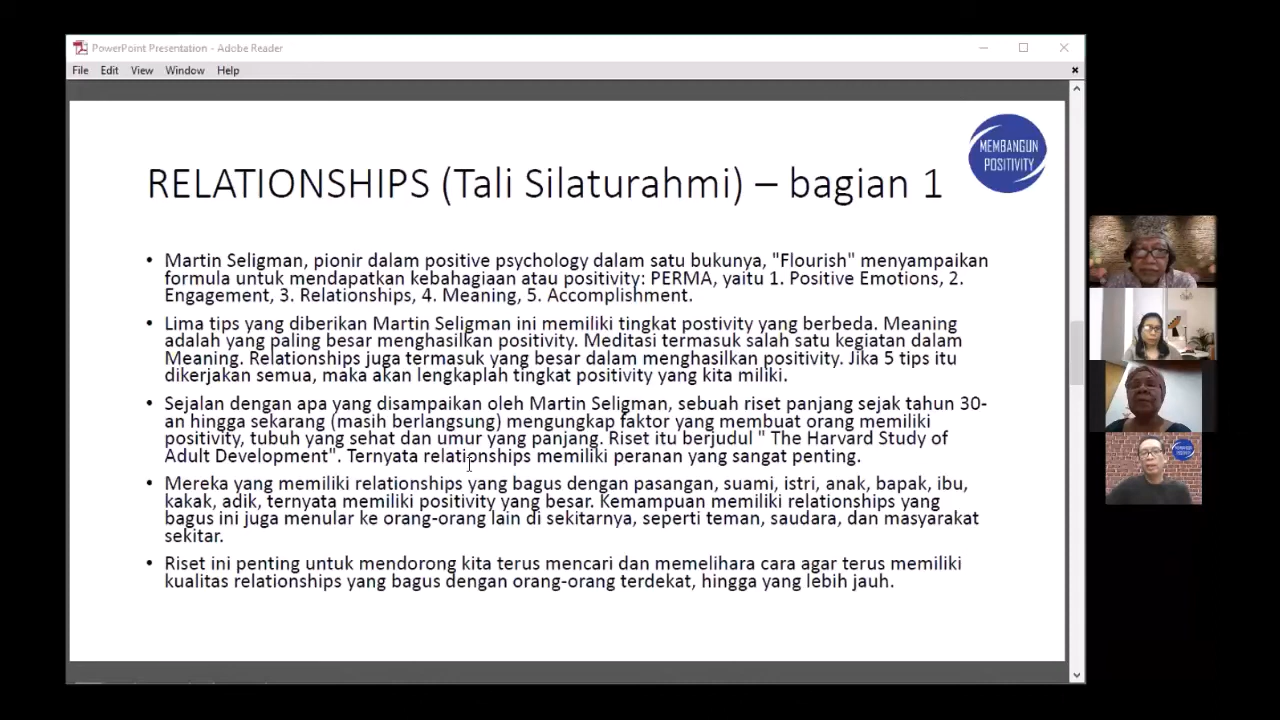 PowerPoint Presentation - Adobe Reader
File Edit View Window Help
MEMBANGUN
POSITIVITY
RELATIONSHIPS (Tali Silaturahmi) – bagian 1
• Martin Seligman, pionir dalam positive psychology dalam satu bukunya, "Flourish" menyampaikan
formula untuk mendapatkan kebahagiaan atau positivity: PERMA, yaitu 1. Positive Emotions, 2.
Engagement, 3. Relationships, 4. Meaning, 5. Accomplishment.
• Lima tips yang diberikan Martin Seligman ini memiliki tingkat postivity yang berbeda. Meaning
adalah yang paling besar menghasilkan positivity. Meditasi termasuk salah satu kegiatan dalam
Meaning. Relationships juga termasuk yang besar dalam menghasilkan positivity. Jika 5 tips itu
dikerjakan semua, maka akan lengkaplah tingkat positivity yang kita miliki.
• Sejalan dengan apa yang disampaikan oleh Martin Seligman, sebuah riset panjang sejak tahun 30-
an hingga sekarang (masih berlangsung) mengungkap faktor yang membuat orang memiliki
positivity, tubuh yang sehat dan umur yang panjang. Riset itu berjudul " The Harvard Study of
Adult Development". Ternyata relationships memiliki peranan yang sangat penting.
• Mereka yang memiliki relationships yang bagus dengan pasangan, suami, istri, anak, bapak, ibu,
kakak, adik, ternyata memiliki positivity yang besar. Kemampuan memiliki relationships yang
bagus ini juga menular ke orang-orang lain di sekitarnya, seperti teman, saudara, dan masyarakat
sekitar.
• Riset ini penting untuk mendorong kita terus mencari dan memelihara cara agar terus memiliki
kualitas relationships yang bagus dengan orang-orang terdekat, hingga yang lebih jauh.